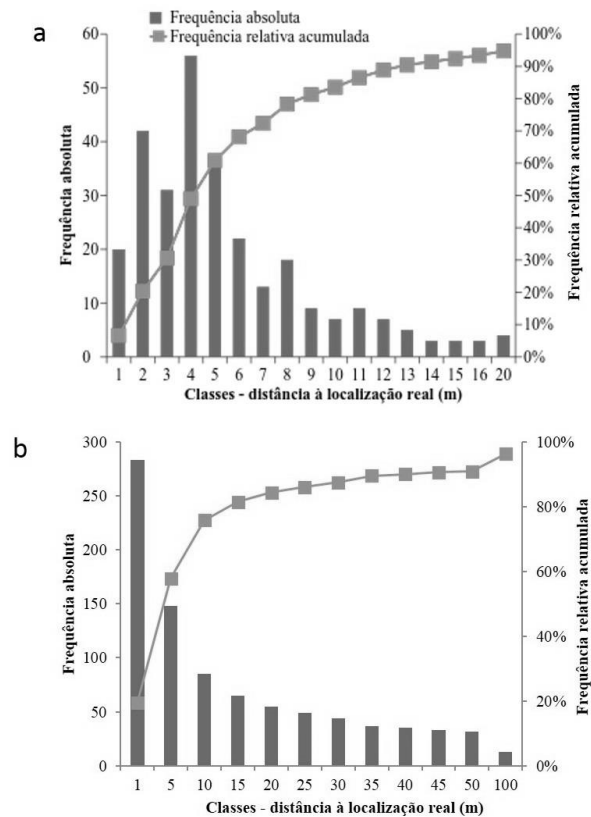 a
Frequência absoluta
Frequência relativa acumulada
60
50
40
30
20
10
0
Frequência absoluta
100%
90%
80%
70%
60%
50%
40%
30%
20%
10%
0%
Frequência relativa acumulada
1 2 3 4 5 6 7 8 9 10 11 12 13 14 15 16 20
Classes - distância à localização real (m)
b
300
250
200
150
100
50
0
Frequência absoluta
100%
80%
60%
40%
20%
0%
Frequência relativa acumulada
1 5 10 15 20 25 30 35 40 45 50 100
Classes - distância à localização real (m)